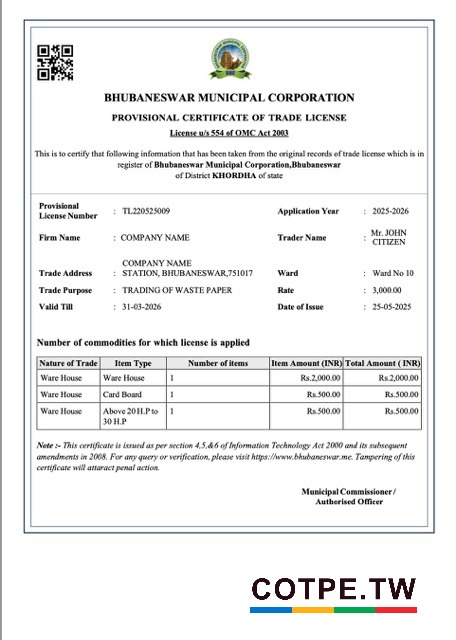 BHUBANESWAR MUNICIPAL CORPORATION
PROVISIONAL CERTIFICATE OF TRADE LICENSE
License u/s 554 of OMC Act 2003
This is to certify that following information that has been taken from the original records of trade license which is in
register of Bhubaneswar Municipal Corporation,Bhubaneswar
of District KHORDHA of state
Provisional License Number : TL220525009 Application Year : 2025-2026
Firm Name : COMPANY NAME Trader Name : Mr. JOHN CITIZEN
Trade Address : COMPANY NAME STATION, BHUBANESWAR,751017 Ward : Ward No 10
Trade Purpose : TRADING OF WASTE PAPER Rate : 3,000.00
Valid Till : 31-03-2026 Date of Issue : 25-05-2025
Number of commodities for which license is applied
Nature of Trade Item Type Number of items Item Amount (INR) Total Amount ( INR)
Ware House Ware House 1 Rs.2,000.00 Rs.2,000.00
Ware House Card Board 1 Rs.500.00 Rs.500.00
Ware House Above 20 H.P to 30 H.P 1 Rs.500.00 Rs.500.00
Note :- This certificate is issued as per section 4,5,&6 of Information Technology Act 2000 and its subsequent
amendments in 2008. For any query or verification, please visit https://www.bhubaneswar.me. Tampering of this
certificate will attaract penal action.
Municipal Commissioner /
Authorised Officer
COTPE.TW